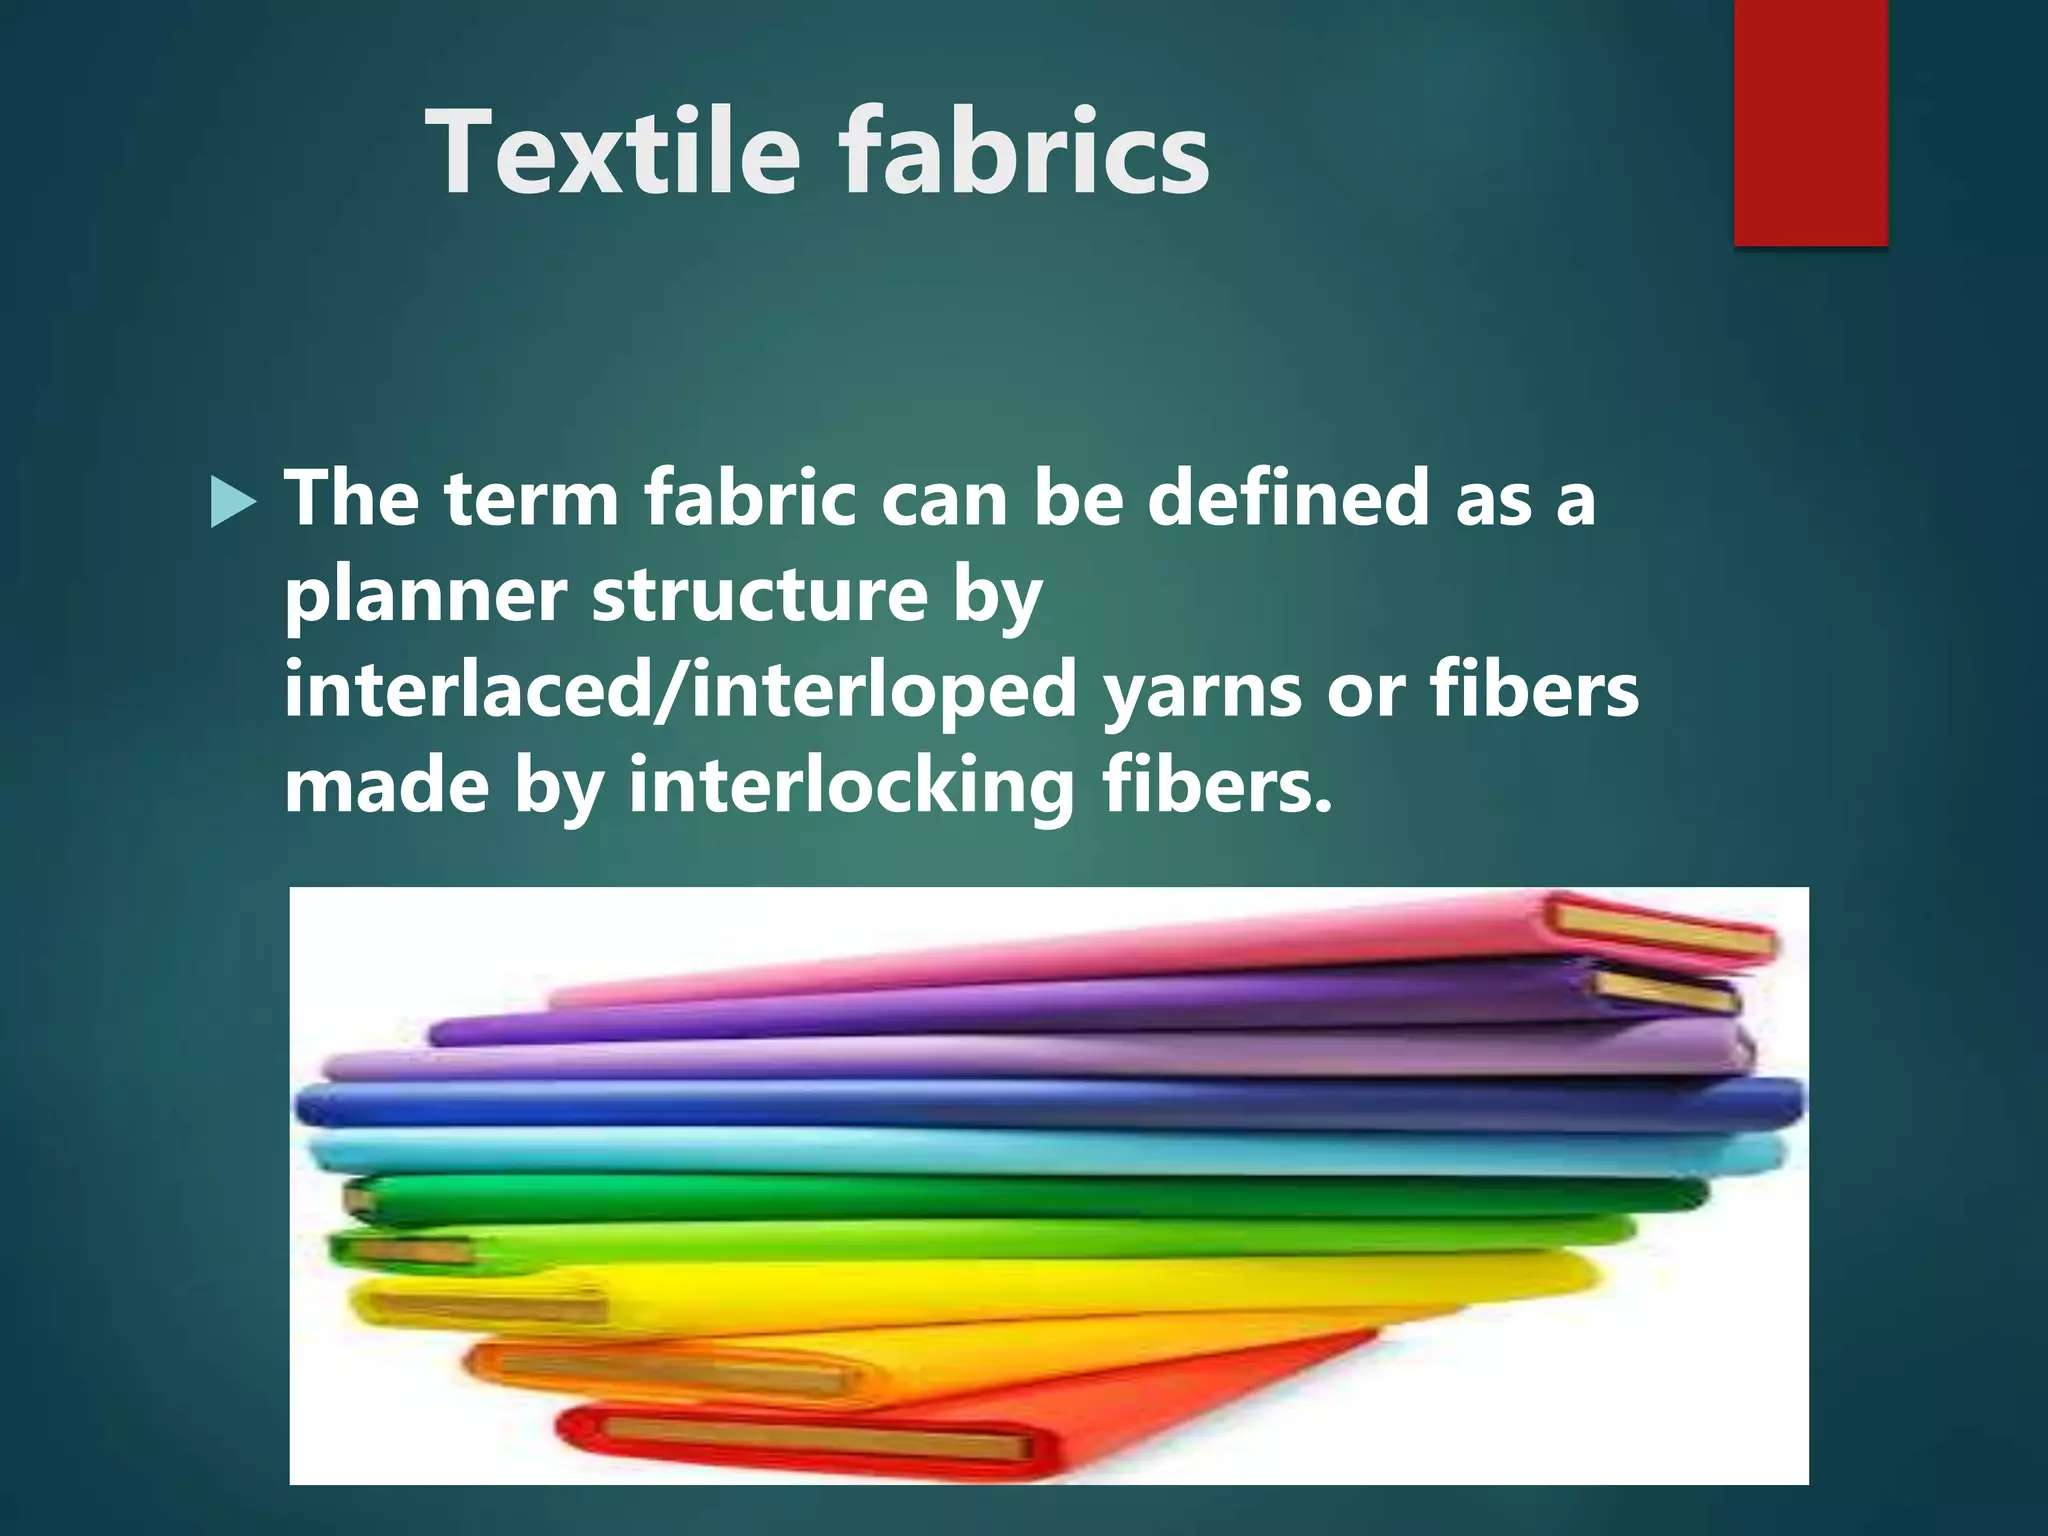 Textile fabrics
The term fabric can be defined as a
planner structure by
interlaced/interloped yarns or fibers
made by interlocking fibers.